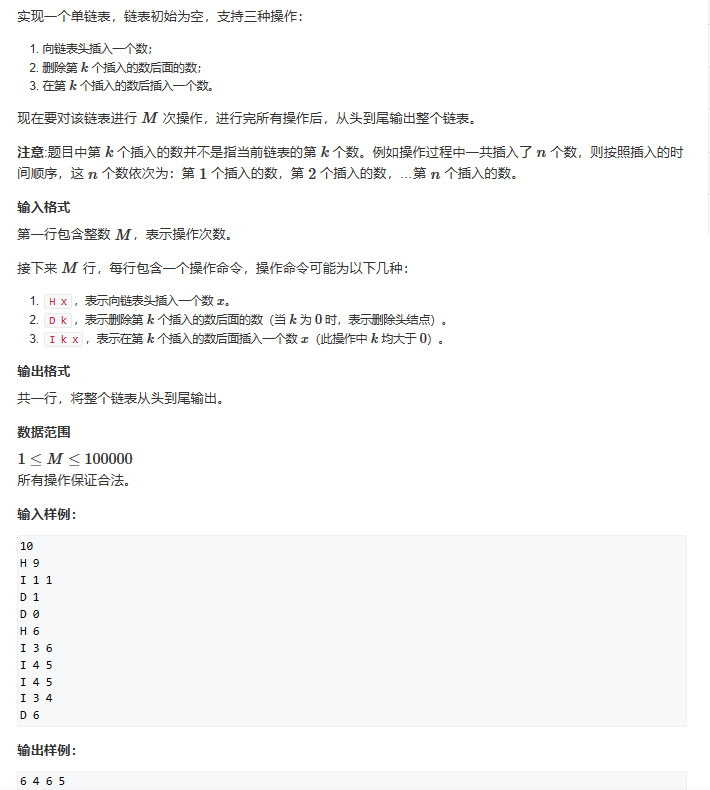 实现一个单链表，链表初始为空，支持三种操作：
1. 向链表头插入一个数；
2. 删除第 k 个插入的数后面的数；
3. 在第 k 个插入的数后插入一个数。
现在要对该链表进行 M 次操作，进行完所有操作后，从头到尾输出整个链表。
注意:题目中第 k 个插入的数并不是指当前链表的第 k 个数。例如操作过程中一共插入了 n 个数，则按照插入的时
间顺序，这 n 个数依次为：第 1 个插入的数，第 2 个插入的数，…第 n 个插入的数。
输入格式
第一行包含整数 M，表示操作次数。
接下来 M 行，每行包含一个操作命令，操作命令可能为以下几种：
1. H x，表示向链表头插入一个数 x。
2. D k，表示删除第 k 个插入的数后面的数（当 k 为 0 时，表示删除头结点）。
3. I k x，表示在第 k 个插入的数后面插入一个数 x（此操作中 k 均大于 0）。
输出格式
共一行，将整个链表从头到尾输出。
数据范围
1 ≤ M ≤ 100000
所有操作保证合法。
输入样例：
10
H 9
I 1 1
D 1
D 0
H 6
I 3 6
I 4 5
I 4 5
I 3 4
D 6
输出样例：
6 4 6 5